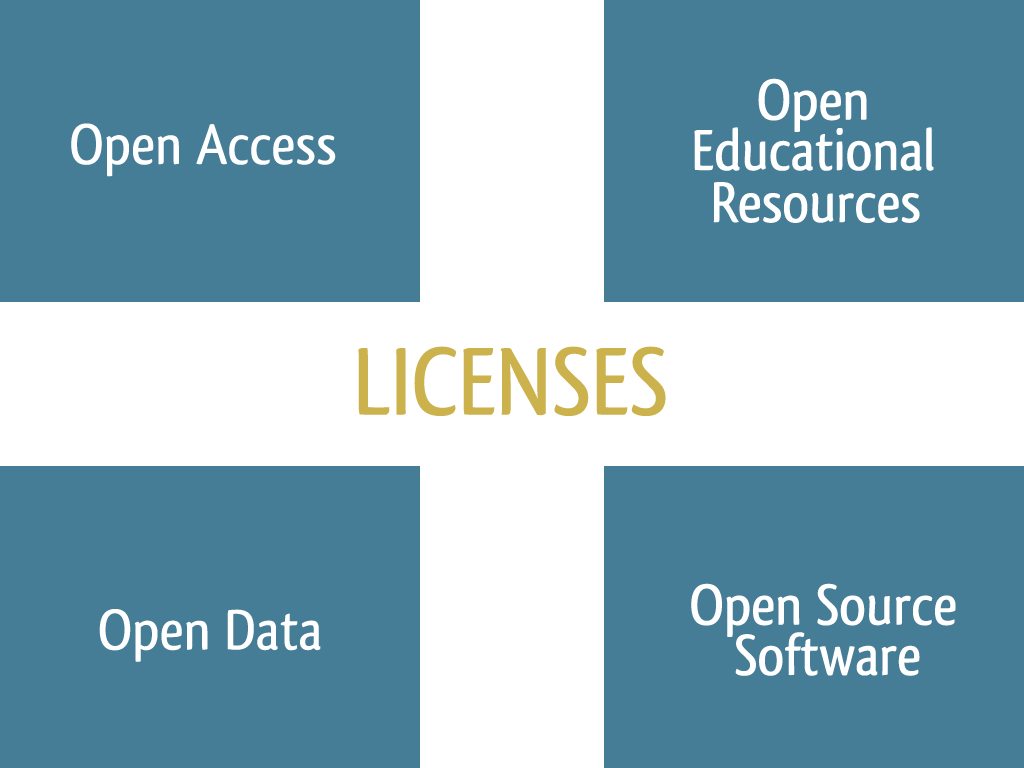 Open Access
Open
Educational
Resources
LICENSES
Open Data
Open Source
Software